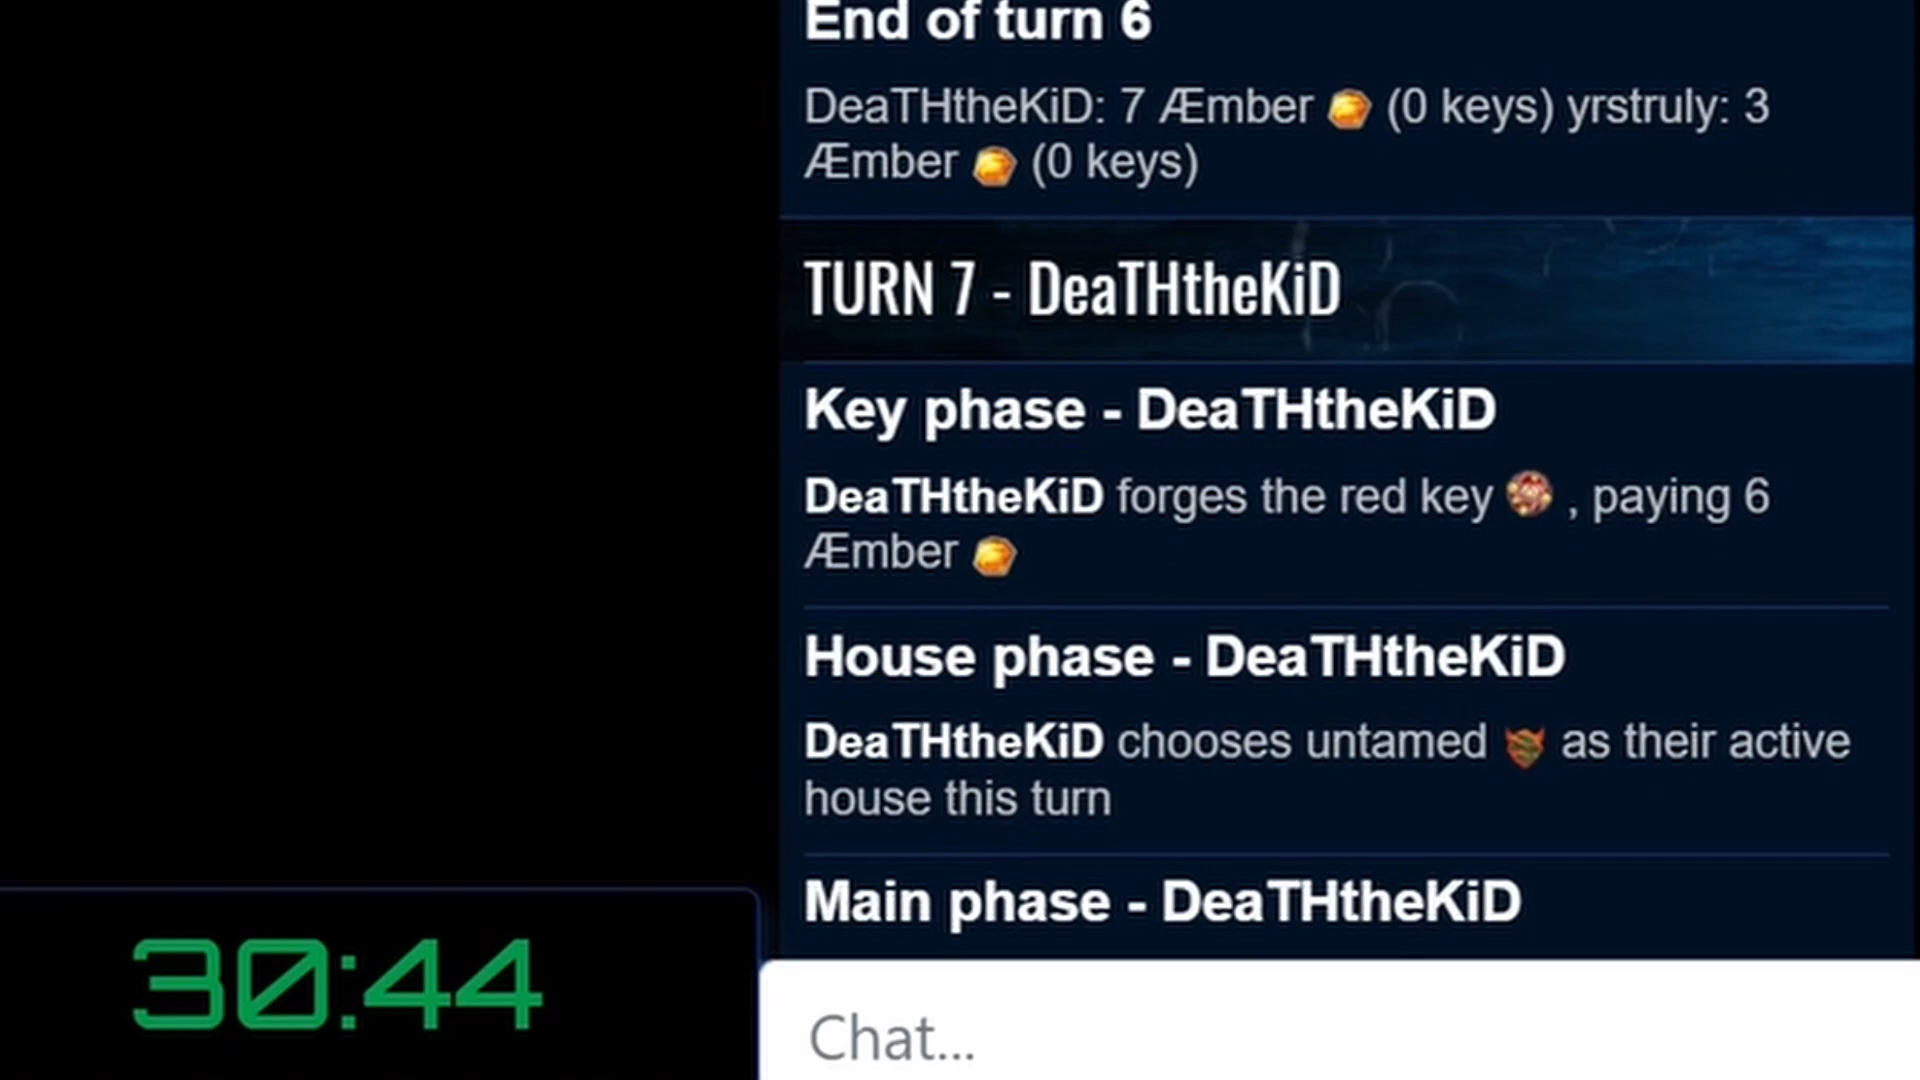 End of turn 6
DeaTHtheKiD: 7 Æmber (0 keys) yrstruly: 3
Æmber (0 keys)
TURN 7 - DeaTHtheKiD
Key phase - DeaTHtheKiD
DeaTHtheKiD forges the red key , paying 6
Æmber
House phase - DeaTHtheKiD
DeaTHtheKiD chooses untamed as their active
house this turn
Main phase - DeaTHtheKiD
30:44
Chat...